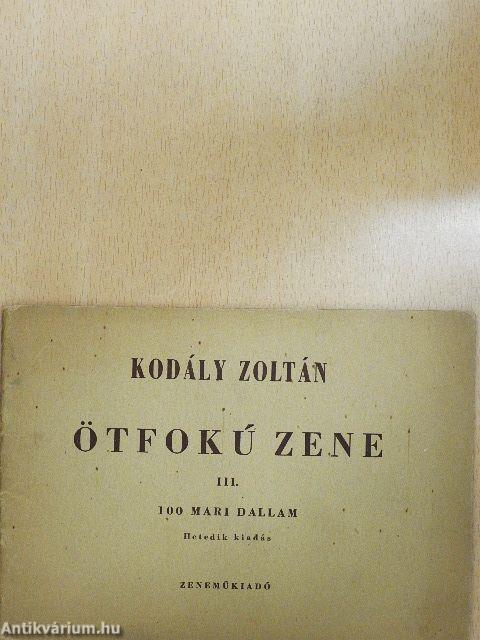 KODÁLY ZOLTÁN
ÖTFOKÚ ZENE
III.
100 MARI DALLAM
Hetedik kiadás
ZENEMŰKIADÓ
Antikvárium.hu